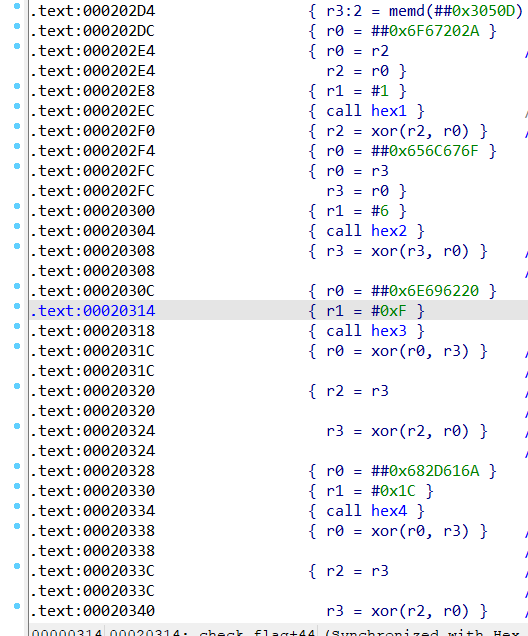 .text:000202D4 { r3:2 = memd(##0x3050D)
.text:000202DC { r0 = ##0x6F67202A }
.text:000202E4 { r0 = r2 /
.text:000202E4 r2 = r0 }
.text:000202E8 { r1 = #1 }
.text:000202EC { call hex1 } /
.text:000202F0 { r2 = xor(r2, r0) } /
.text:000202F4 { r0 = ##0x656C676F }
.text:000202FC { r0 = r3
.text:000202FC r3 = r0 }
.text:00020300 { r1 = #6 }
.text:00020304 { call hex2 }
.text:00020308 { r3 = xor(r3, r0) } /
.text:00020308 /
.text:0002030C { r0 = ##0x6E696220 }
.text:00020314 { r1 = #0xF }
.text:00020318 { call hex3 }
.text:0002031C { r0 = xor(r0, r3) } /
.text:0002031C /
.text:00020320 { r2 = r3 /
.text:00020320 /
.text:00020324 r3 = xor(r2, r0) } /
.text:00020324 /
.text:00020328 { r0 = ##0x682D616A }
.text:00020330 { r1 = #0x1C }
.text:00020334 { call hex4 }
.text:00020338 { r0 = xor(r0, r3) } /
.text:00020338 /
.text:0002033C { r2 = r3 /
.text:0002033C /
.text:00020340 r3 = xor(r2, r0) } /
00000314 00020314: check_flag+44 (Synchronized with Hex